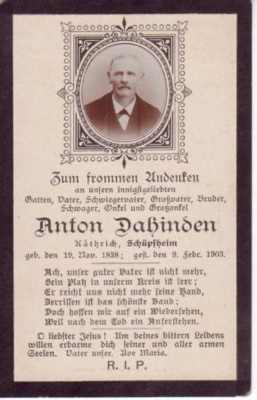 Zum frommen Andenken
an unsern innigstgeliebten
Gatten, Vater, Schwiegervater, Großvater, Bruder,
Schwager, Onkel und Großonkel
Anton Dahinden
Käthrich, Schüpfheim
geb. den 19. Nov. 1838; gest. den 9. Febr. 1903.
Ach, unser guter Vater ist nicht mehr,
Sein Platz in unserm Kreis ist leer;
Er reicht uns nicht mehr seine Hand,
Zerrissen ist das schönste Band;
Doch hoffen wir auf ein Wiedersehen,
Weil nach dem Tod ein Auferstehen.
O liebster Jesus! Um deines bittern Leidens
willen erbarme dich seiner und aller armen
Seelen. Vater unser. Ave Maria.
R. I. P.